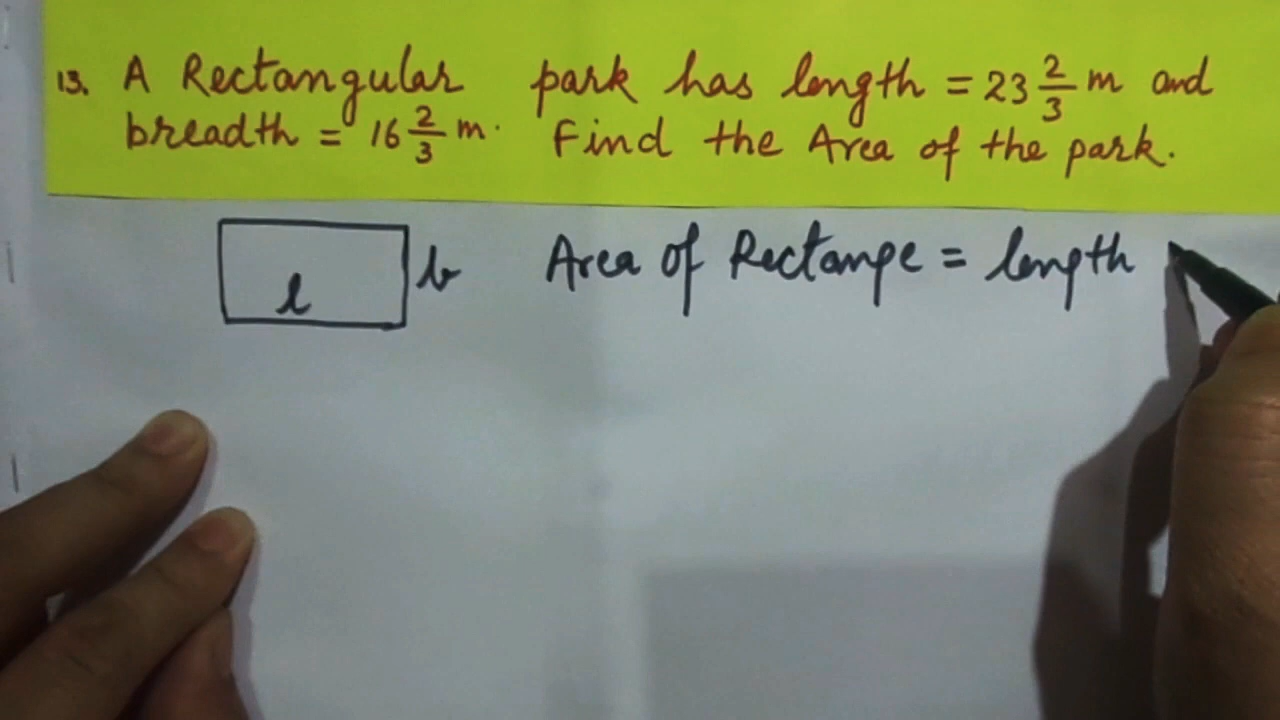 13. A Rectangular park has length = 23 2/3 m and
breadth = 16 2/3 m. Find the Area of the park.
l b Area of Rectange = length